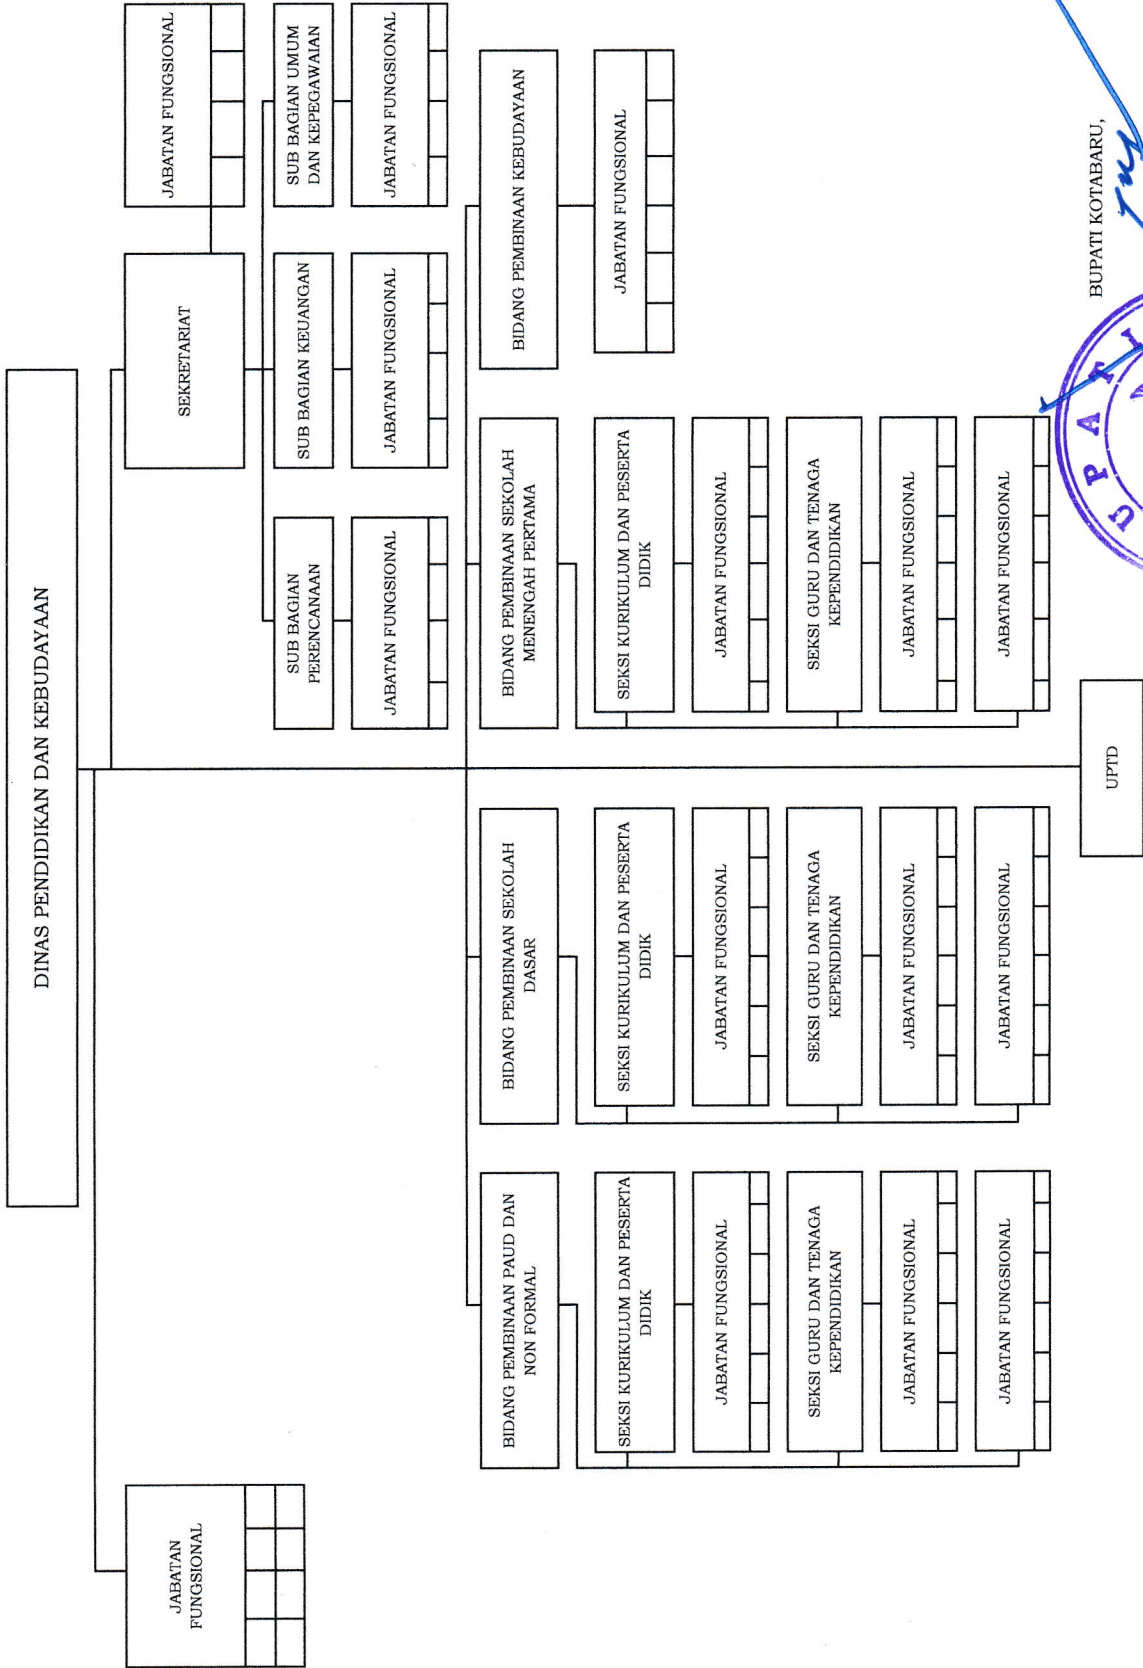 DINAS PENDIDIKAN DAN KEBUDAYAAN
JABATAN
FUNGSIONAL
SEKRETARIAT
JABATAN FUNGSIONAL
SUB BAGIAN
PERENCANAAN
SUB BAGIAN KEUANGAN
SUB BAGIAN UMUM
DAN KEPEGAWAIAN
JABATAN FUNGSIONAL
JABATAN FUNGSIONAL
JABATAN FUNGSIONAL
BIDANG PEMBINAAN PAUD DAN
NON FORMAL
BIDANG PEMBINAAN SEKOLAH
DASAR
BIDANG PEMBINAAN SEKOLAH
MENENGAH PERTAMA
BIDANG PEMBINAAN KEBUDAYAAN
SEKSI KURIKULUM DAN PESERTA
DIDIK
SEKSI KURIKULUM DAN PESERTA
DIDIK
SEKSI KURIKULUM DAN PESERTA
DIDIK
JABATAN FUNGSIONAL
JABATAN FUNGSIONAL
JABATAN FUNGSIONAL
JABATAN FUNGSIONAL
SEKSI GURU DAN TENAGA
KEPENDIDIKAN
SEKSI GURU DAN TENAGA
KEPENDIDIKAN
SEKSI GURU DAN TENAGA
KEPENDIDIKAN
JABATAN FUNGSIONAL
JABATAN FUNGSIONAL
JABATAN FUNGSIONAL
JABATAN FUNGSIONAL
JABATAN FUNGSIONAL
JABATAN FUNGSIONAL
UPTD
BUPATI KOTABARU,
UPATI